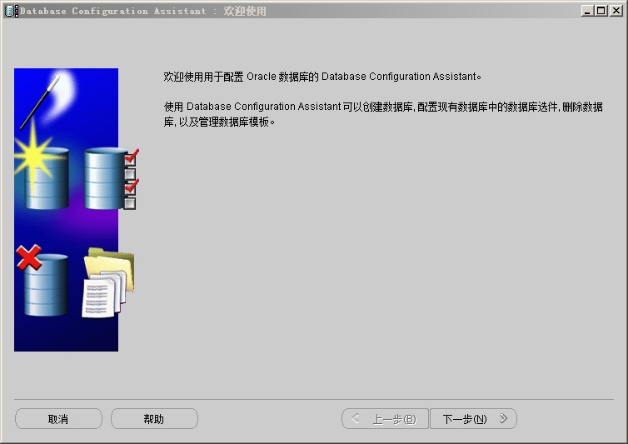 Database Configuration Assistant : 欢迎使用
欢迎使用用于配置 Oracle 数据库的 Database Configuration Assistant。
使用 Database Configuration Assistant 可以创建数据库,配置现有数据库中的数据库选件,删除数据
库, 以及管理数据库模板。
取消 帮助 上一步(B) 下一步(N)